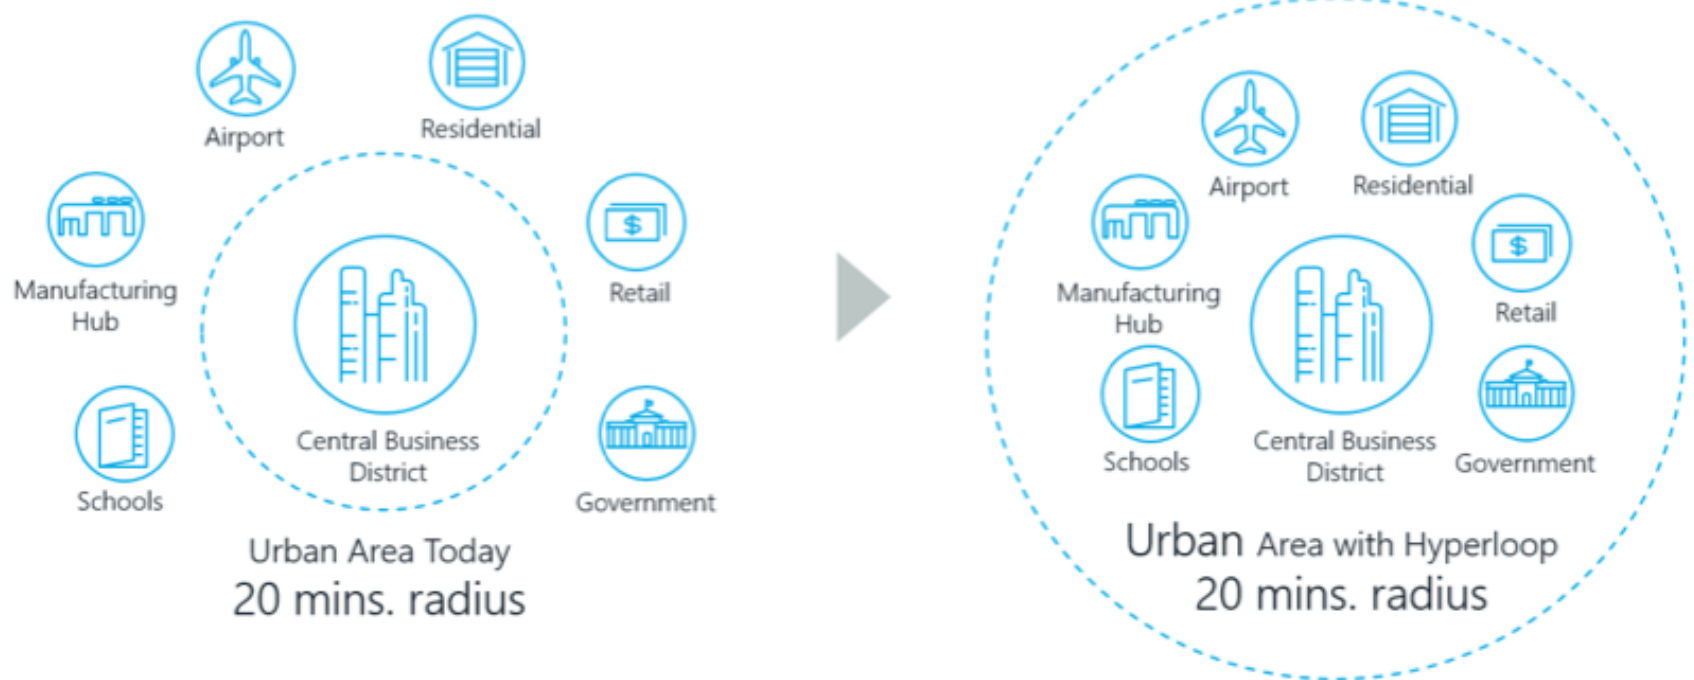 Airport
Residential
Manufacturing
Hub
$
Retail
Central Business
District
Schools
Government
Urban Area Today
20 mins. radius
Airport
Residential
Manufacturing
Hub
$
Retail
Schools
Central Business
District
Government
Urban Area with Hyperloop
20 mins. radius